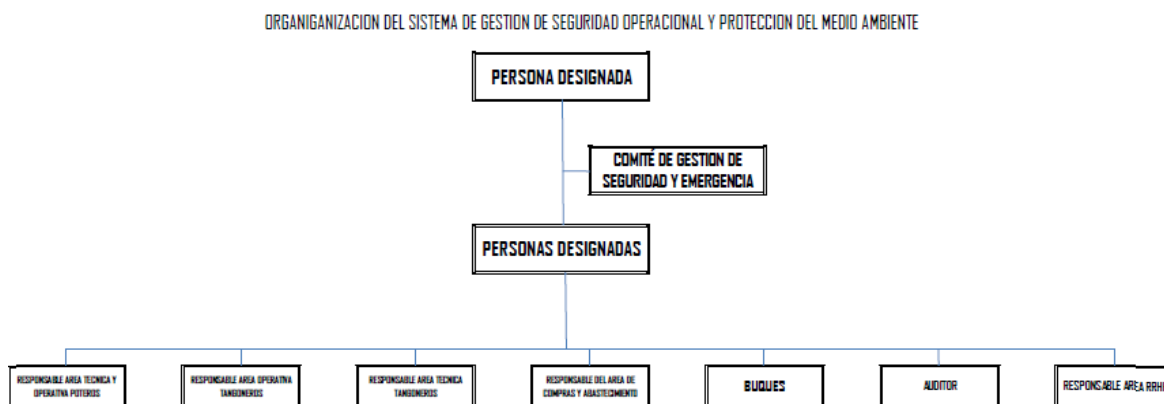 ORGANIGANIZACION DEL SISTEMA DE GESTION DE SEGURIDAD OPERACIONAL Y PROTECCION DEL MEDIO AMBIENTE
PERSONA DESIGNADA
COMITÉ DE GESTION DE
SEGURIDAD Y EMERGENCIA
PERSONAS DESIGNADAS
RESPONSABLE AREA TECNICA Y
OPERATIVA POTEROS
RESPONSABLE AREA OPERATIVA
TANGONEROS
RESPONSABLE AREA TECNICA
TANGONEROS
RESPONSABLE DEL AREA DE
COMPRAS Y ABASTECIMIENTO
BUQUES
AUDITOR
RESPONSABLE AREA RRHH